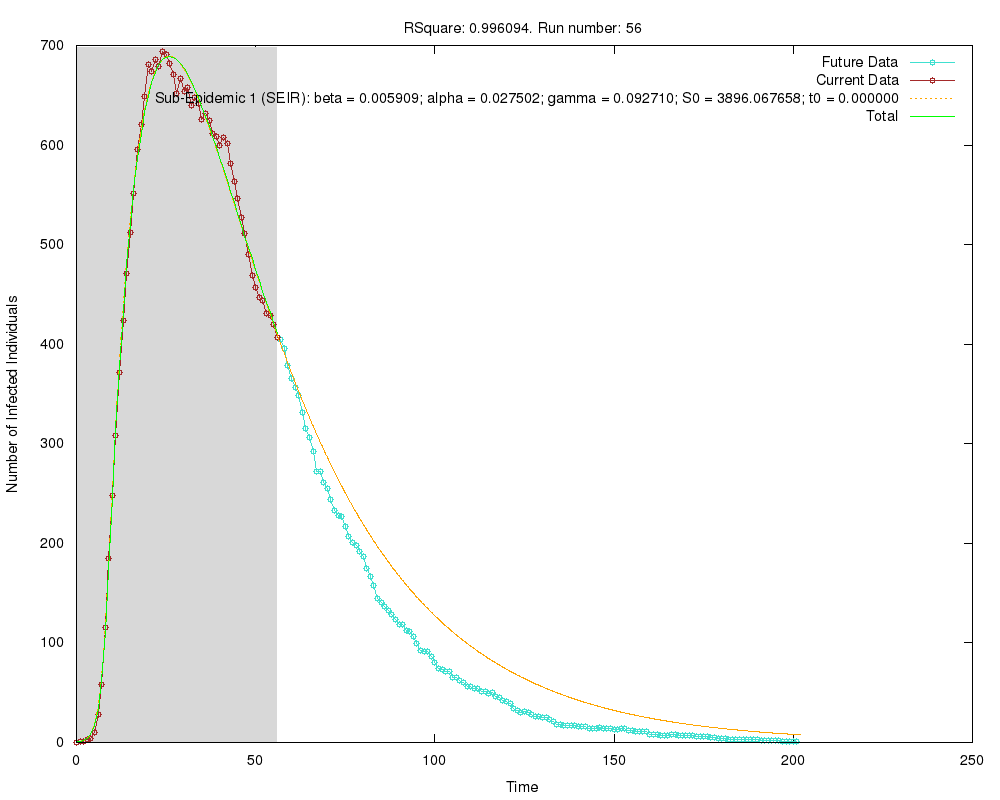 RSquare: 0.996094. Run number: 56
Future Data
Current Data
Sub-Epidemic 1 (SEIR): beta = 0.005909; alpha = 0.027502; gamma = 0.092710; S0 = 3896.067658; t0 = 0.000000
Total
700
600
500
400
300
200
100
0
Number of Infected Individuals
0 50 100 150 200 250
Time